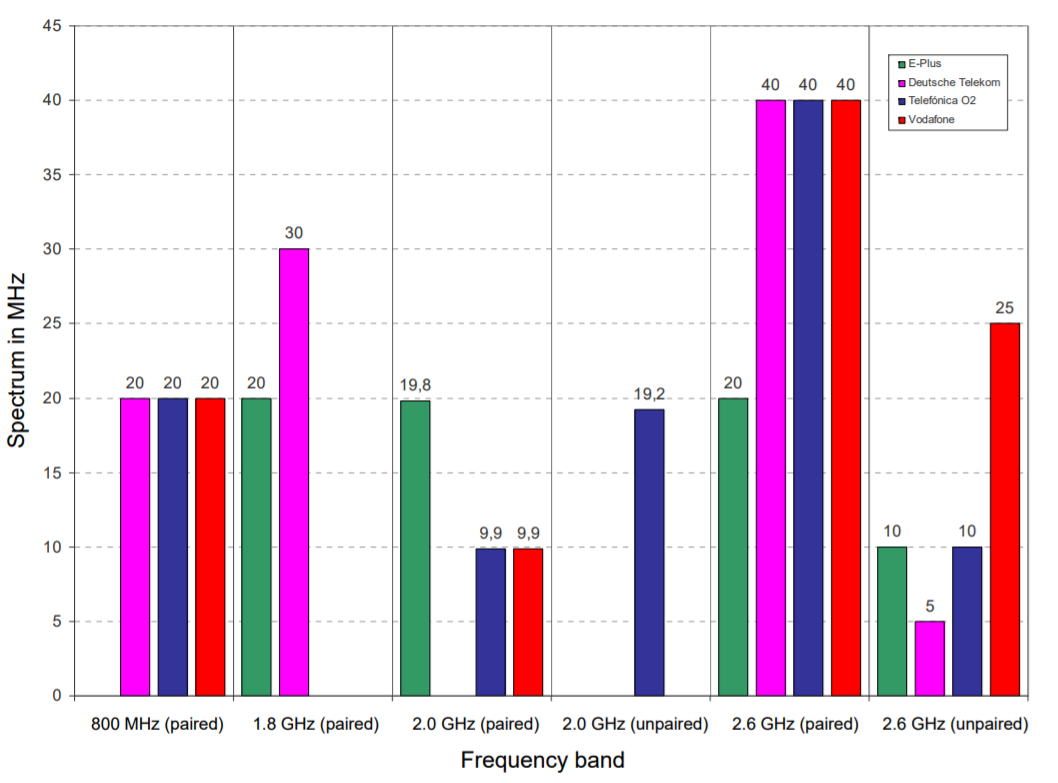 45
40
35
30
25
20
15
10
5
0
Spectrum in MHz
E-Plus
Deutsche Telekom
Telefónica O2
Vodafone
20 20 20
20 30
19,8 9,9 9,9
19,2
20 40 40 40
10 5 10 25
800 MHz (paired) 1.8 GHz (paired) 2.0 GHz (paired) 2.0 GHz (unpaired) 2.6 GHz (paired) 2.6 GHz (unpaired)
Frequency band